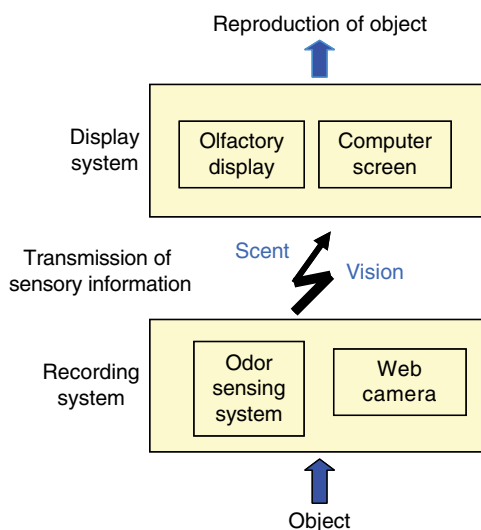 Reproduction of object
Display
system
Olfactory
display
Computer
screen
Transmission of
sensory information
Scent
Vision
Recording
system
Odor
sensing
system
Web
camera
Object